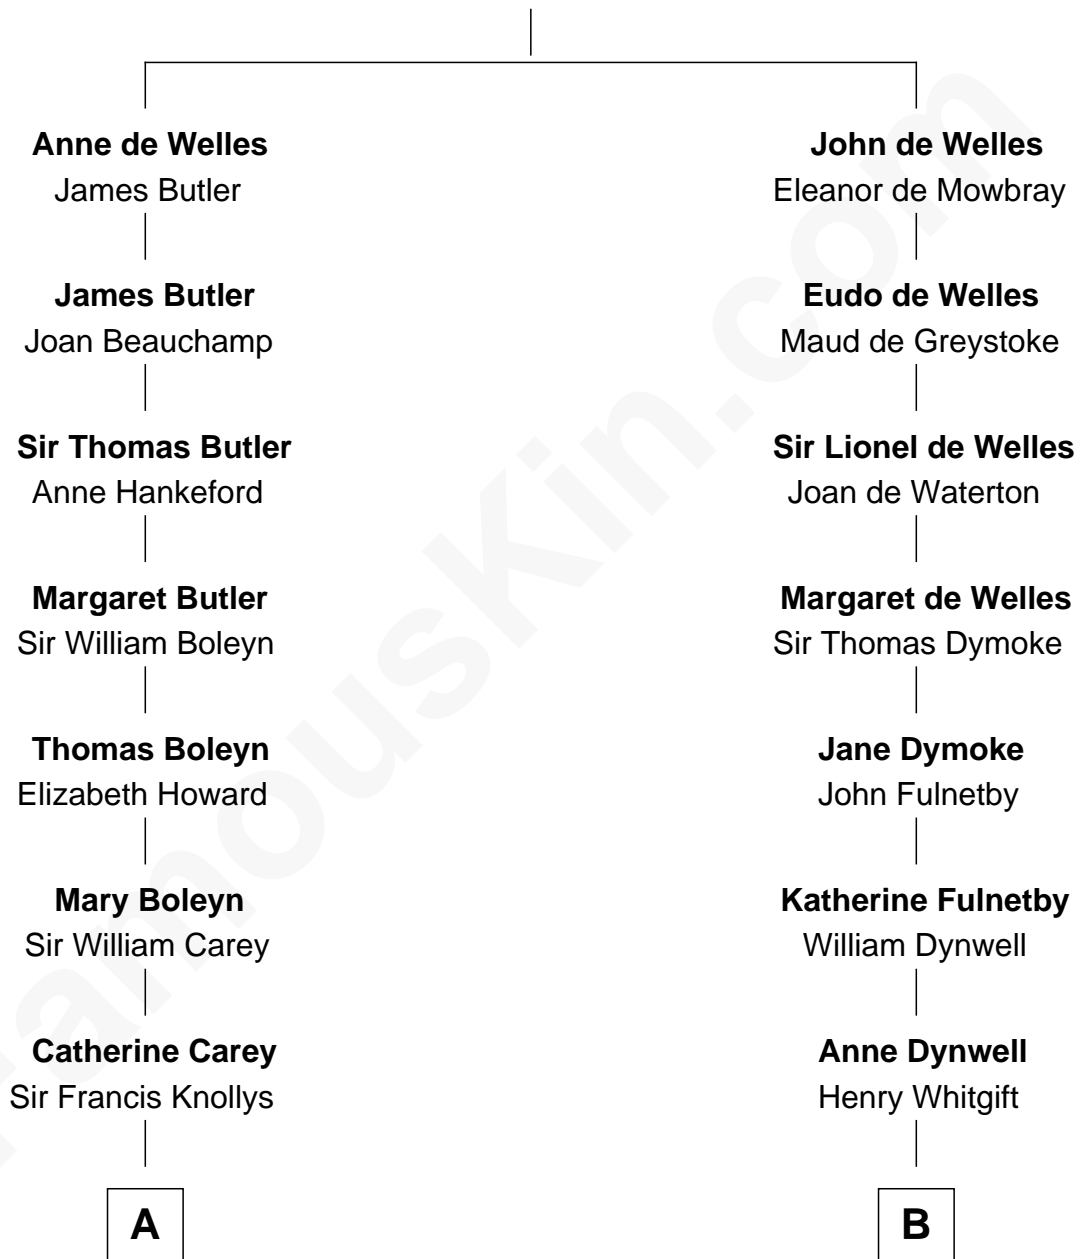 Anne de Welles
James Butler
James Butler
Joan Beauchamp
Sir Thomas Butler
Anne Hankeford
Margaret Butler
Sir William Boleyn
Thomas Boleyn
Elizabeth Howard
Mary Boleyn
Sir William Carey
Catherine Carey
Sir Francis Knollys
A
John de Welles
Eleanor de Mowbray
Eudo de Welles
Maud de Greystoke
Sir Lionel de Welles
Joan de Waterton
Margaret de Welles
Sir Thomas Dymoke
Jane Dymoke
John Fulnetby
Katherine Fulnetby
William Dynwell
Anne Dynwell
Henry Whitgift
B
FamousKin.com